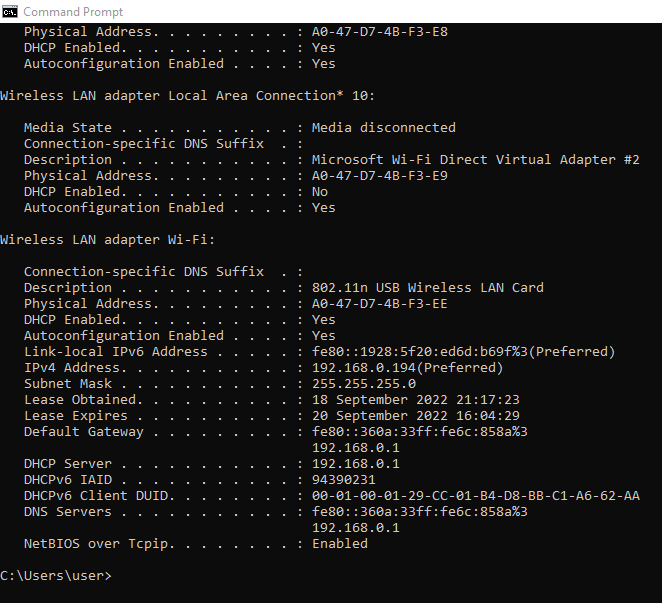 Command Prompt
Physical Address. . . . . . . . . : A0-47-D7-4B-F3-E8
DHCP Enabled. . . . . . . . . . . : Yes
Autoconfiguration Enabled . . . . : Yes
Wireless LAN adapter Local Area Connection* 10:
Media State . . . . . . . . . . . : Media disconnected
Connection-specific DNS Suffix  . :
Description . . . . . . . . . . . : Microsoft Wi-Fi Direct Virtual Adapter #2
Physical Address. . . . . . . . . : A0-47-D7-4B-F3-E9
DHCP Enabled. . . . . . . . . . . : No
Autoconfiguration Enabled . . . . : Yes
Wireless LAN adapter Wi-Fi:
Connection-specific DNS Suffix  . :
Description . . . . . . . . . . . : 802.11n USB Wireless LAN Card
Physical Address. . . . . . . . . : A0-47-D7-4B-F3-EE
DHCP Enabled. . . . . . . . . . . : Yes
Autoconfiguration Enabled . . . . : Yes
Link-local IPv6 Address . . . . . : fe80::1928:5f20:ed6d:b69f%3(Preferred)
IPv4 Address. . . . . . . . . . . : 192.168.0.194(Preferred)
Subnet Mask . . . . . . . . . . . : 255.255.255.0
Lease Obtained. . . . . . . . . . : 18 September 2022 21:17:23
Lease Expires . . . . . . . . . . : 20 September 2022 16:04:29
Default Gateway . . . . . . . . . : fe80::360a:33ff:fe6c:858a%3
192.168.0.1
DHCP Server . . . . . . . . . . . : 192.168.0.1
DHCPv6 IAID . . . . . . . . . . . : 94390231
DHCPv6 Client DUID. . . . . . . . : 00-01-00-01-29-CC-01-B4-D8-BB-C1-A6-62-AA
DNS Servers . . . . . . . . . . . : fe80::360a:33ff:fe6c:858a%3
192.168.0.1
NetBIOS over Tcpip. . . . . . . . : Enabled
C:\Users\user>